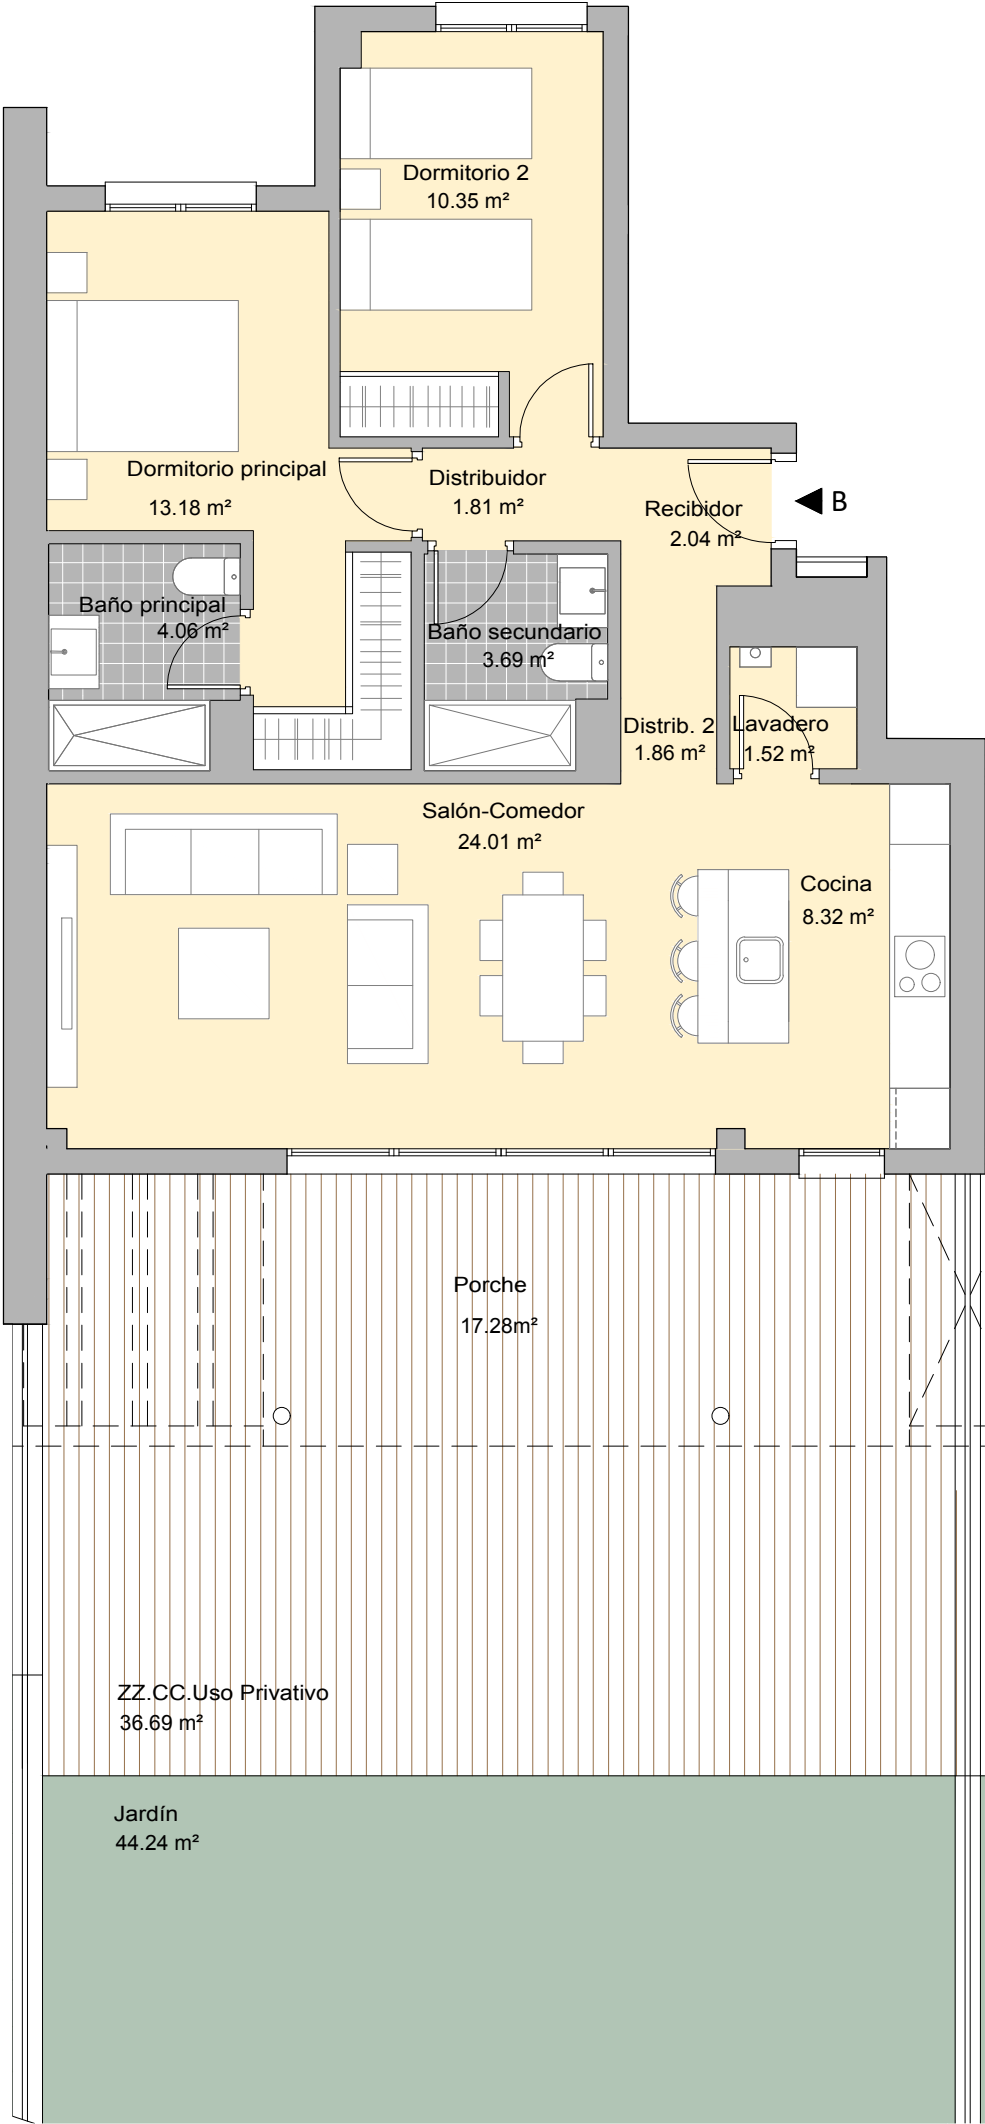 Dormitorio 2
10.35 m²
Dormitorio principal
13.18 m²
Distribuidor
1.81 m²
Recibidor
2.04 m²
B
Baño principal
4.06 m²
Baño secundario
3.69 m²
Distrib. 2
1.86 m²
Lavadero
1.52 m²
Salón-Comedor
24.01 m²
Cocina
8.32 m²
Porche
17.28m²
ZZ.CC.Uso Privativo
36.69 m²
Jardín
44.24 m²